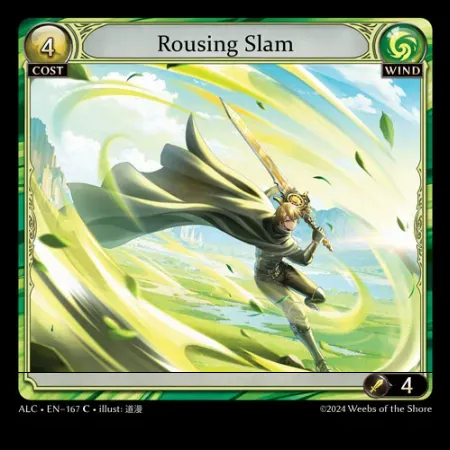 4
Rousing Slam
COST
WIND
4
ALC • EN-167 C • illust: 道漫
©2024 Weebs of the Shore